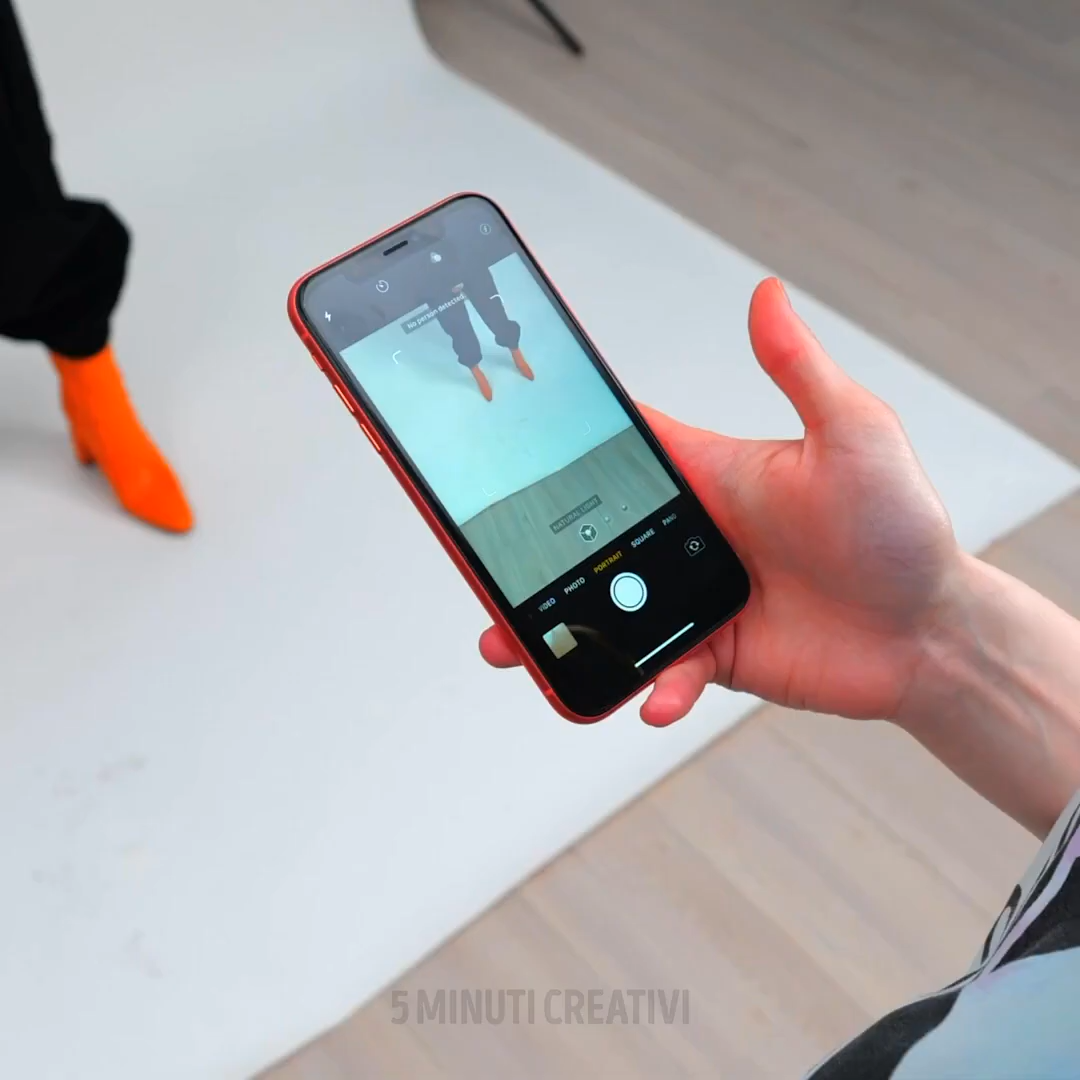 No person detected.
NATURAL LIGHT
VIDEO PHOTO PORTRAIT SQUARE PANO
5 MINUTI CREATIVI